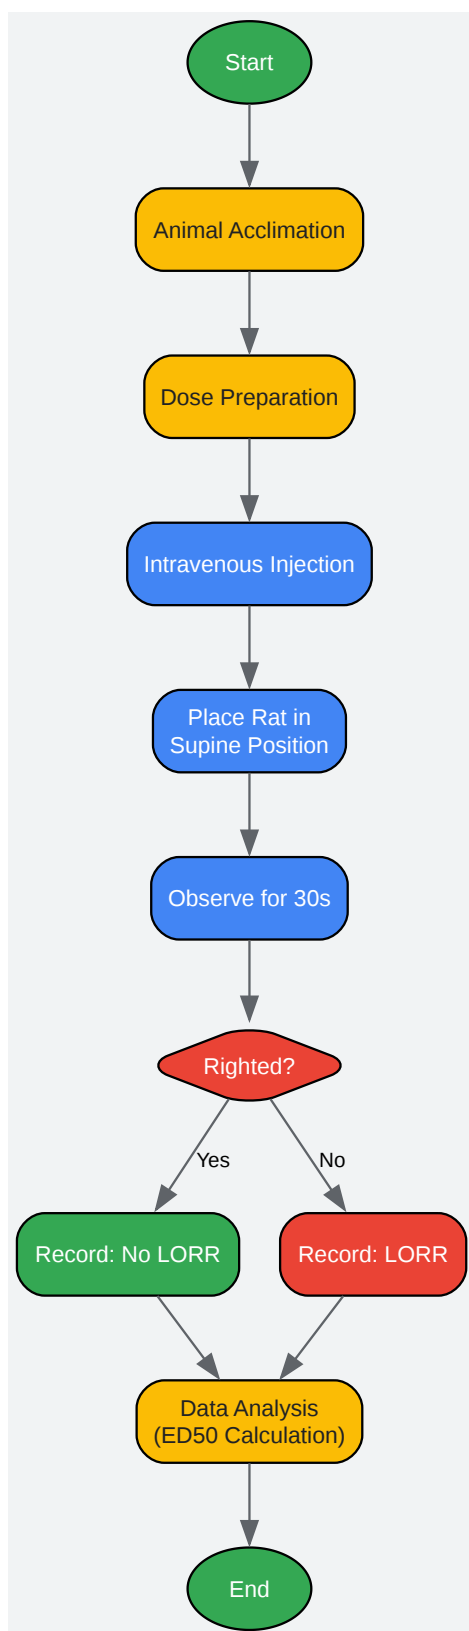 Start
Animal Acclimation
Dose Preparation
Intravenous Injection
Place Rat in
Supine Position
Observe for 30s
Righted?
Yes
No
Record: No LORR
Record: LORR
Data Analysis
(ED50 Calculation)
End